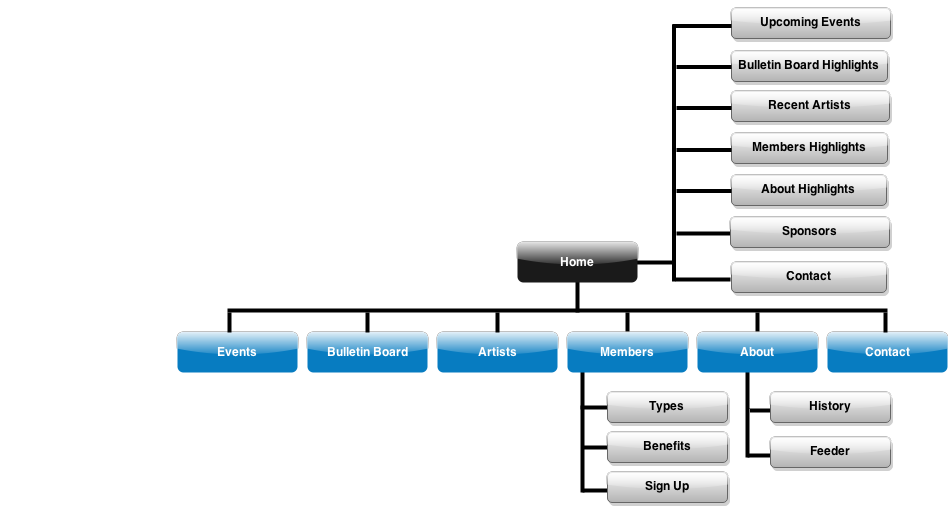 Upcoming Events
Bulletin Board Highlights
Recent Artists
Members Highlights
About Highlights
Sponsors
Home
Contact
Events
Bulletin Board
Artists
Members
About
Contact
Types
History
Benefits
Feeder
Sign Up